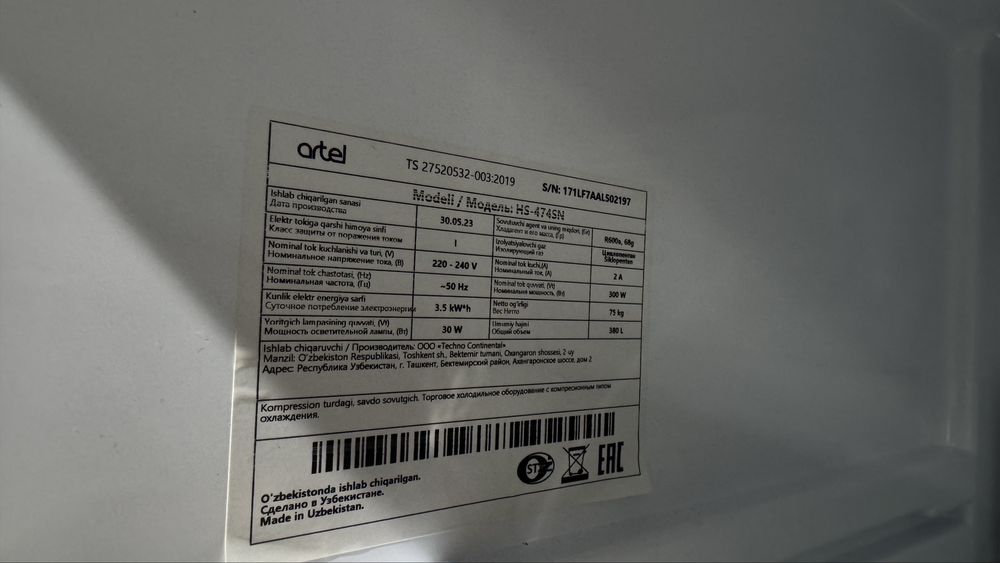 artel
TS 27520532-003:2019
S/N: 171LF7AALS02197
Modeli / Модель: HS-474SN
Ishlab chiqarilgan sanasi
Дата производства
30.05.23
Sovutuvchi agent va uning miqdori, (Gr)
Хладагент и его масса, (Гр)
R600a, 68g
Elektr tokiga qarshi himoya sinfi
Класс защиты от поражения током
I
Izolyatsiyalovchi gaz
Изолирующий газ
Циклопентан
Siklopentan
Nominal tok kuchlanishi va turi, (V)
Номинальное напряжение тока, (В)
220 - 240 V
Nominal tok kuchi,(A)
Номинальный ток, (А)
2 A
Nominal tok chastotasi, (Hz)
Номинальная частота, (Гц)
~50 Hz
Nominal tok quvvati, (Vt)
Номинальная мощность, (Вт)
300 W
Kunlik elektr energiya sarfi
Суточное потребление электроэнергии
3.5 kW*h
Netto og'irligi
Вес Нетто
75 kg
Yoritgich lampasining quvvati, (Vt)
Мощность осветительной лампы, (Вт)
30 W
Umumiy hajmi
Общий объем
380 L
Ishlab chiqaruvchi / Производитель: ООО «Techno Continental»
Manzil: O'zbekiston Respublikasi, Toshkent sh., Bektemir tumani, Oxangaron shossesi, 2 uy
Адрес: Республика Узбекистан, г. Ташкент, Бектемирский район, Ахангаронское шоссе, дом 2
Kompression turdagi, savdo sovutgich. Торговое холодильное оборудование с компресионным типом
охлаждения.
ST
EAC
O'zbekistonda ishlab chiqarilgan.
Сделано в Узбекистане.
Made in Uzbekistan.